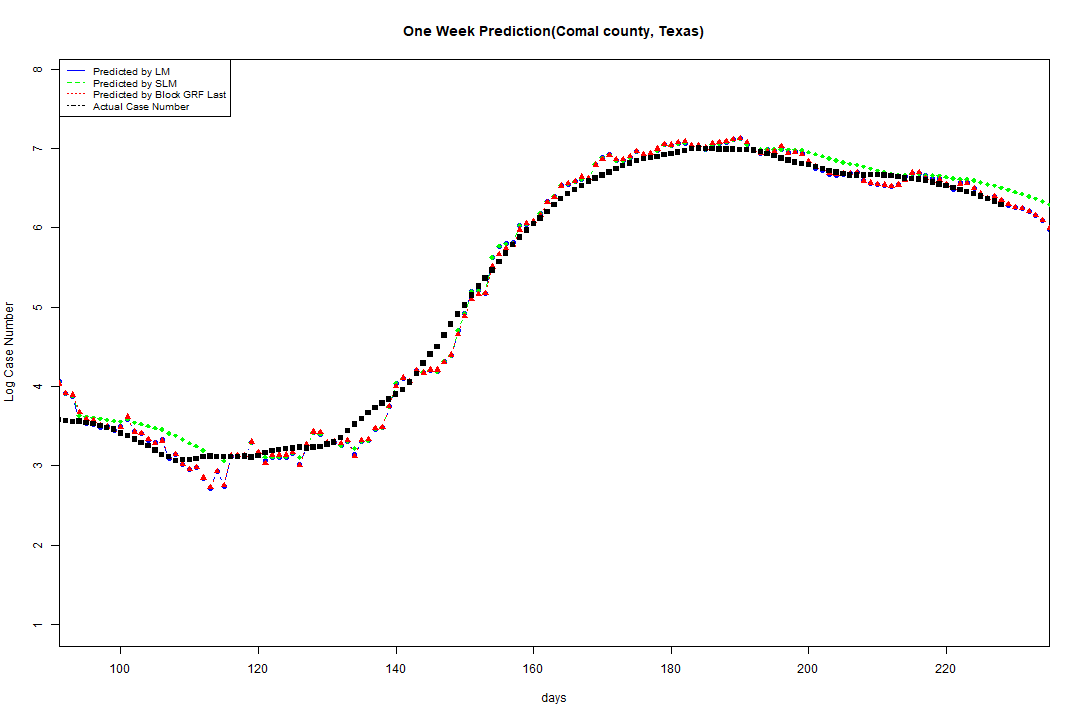 One Week Prediction(Comal county, Texas)
Predicted by LM
Predicted by SLM
Predicted by Block GRF Last
Actual Case Number
8
7
6
5
4
3
2
1
Log Case Number
100 120 140 160 180 200 220
days